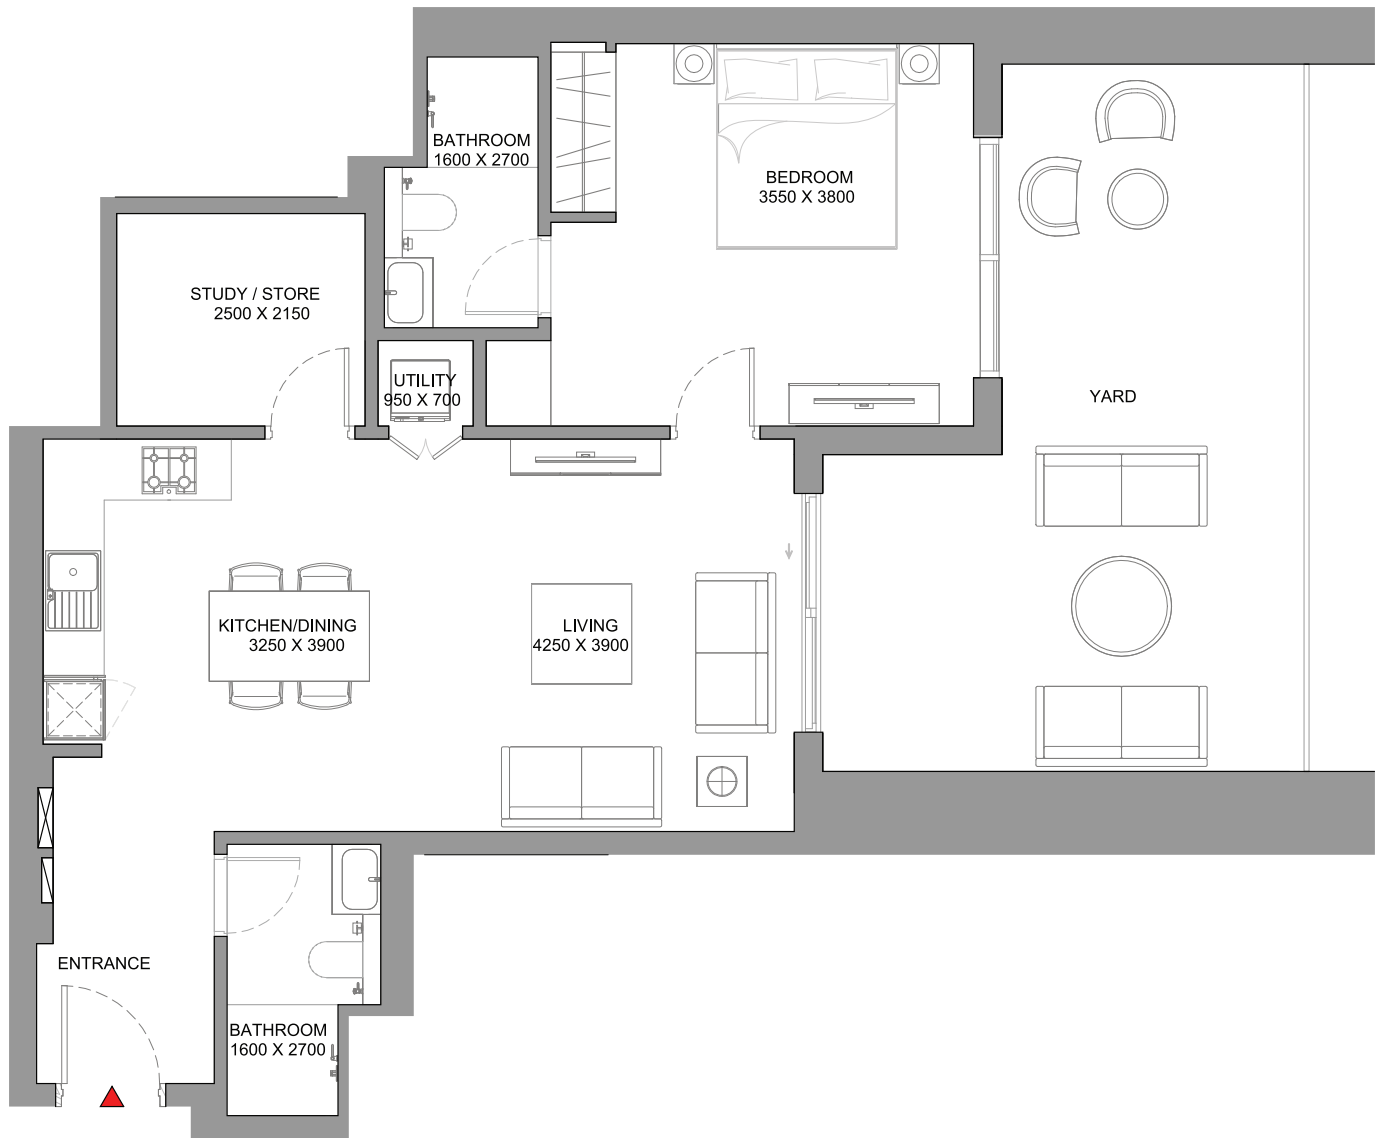 BATHROOM
1600 X 2700
BEDROOM
3550 X 3800
STUDY / STORE
2500 X 2150
UTILITY
950 X 700
YARD
KITCHEN/DINING
3250 X 3900
LIVING
4250 X 3900
ENTRANCE
BATHROOM
1600 X 2700